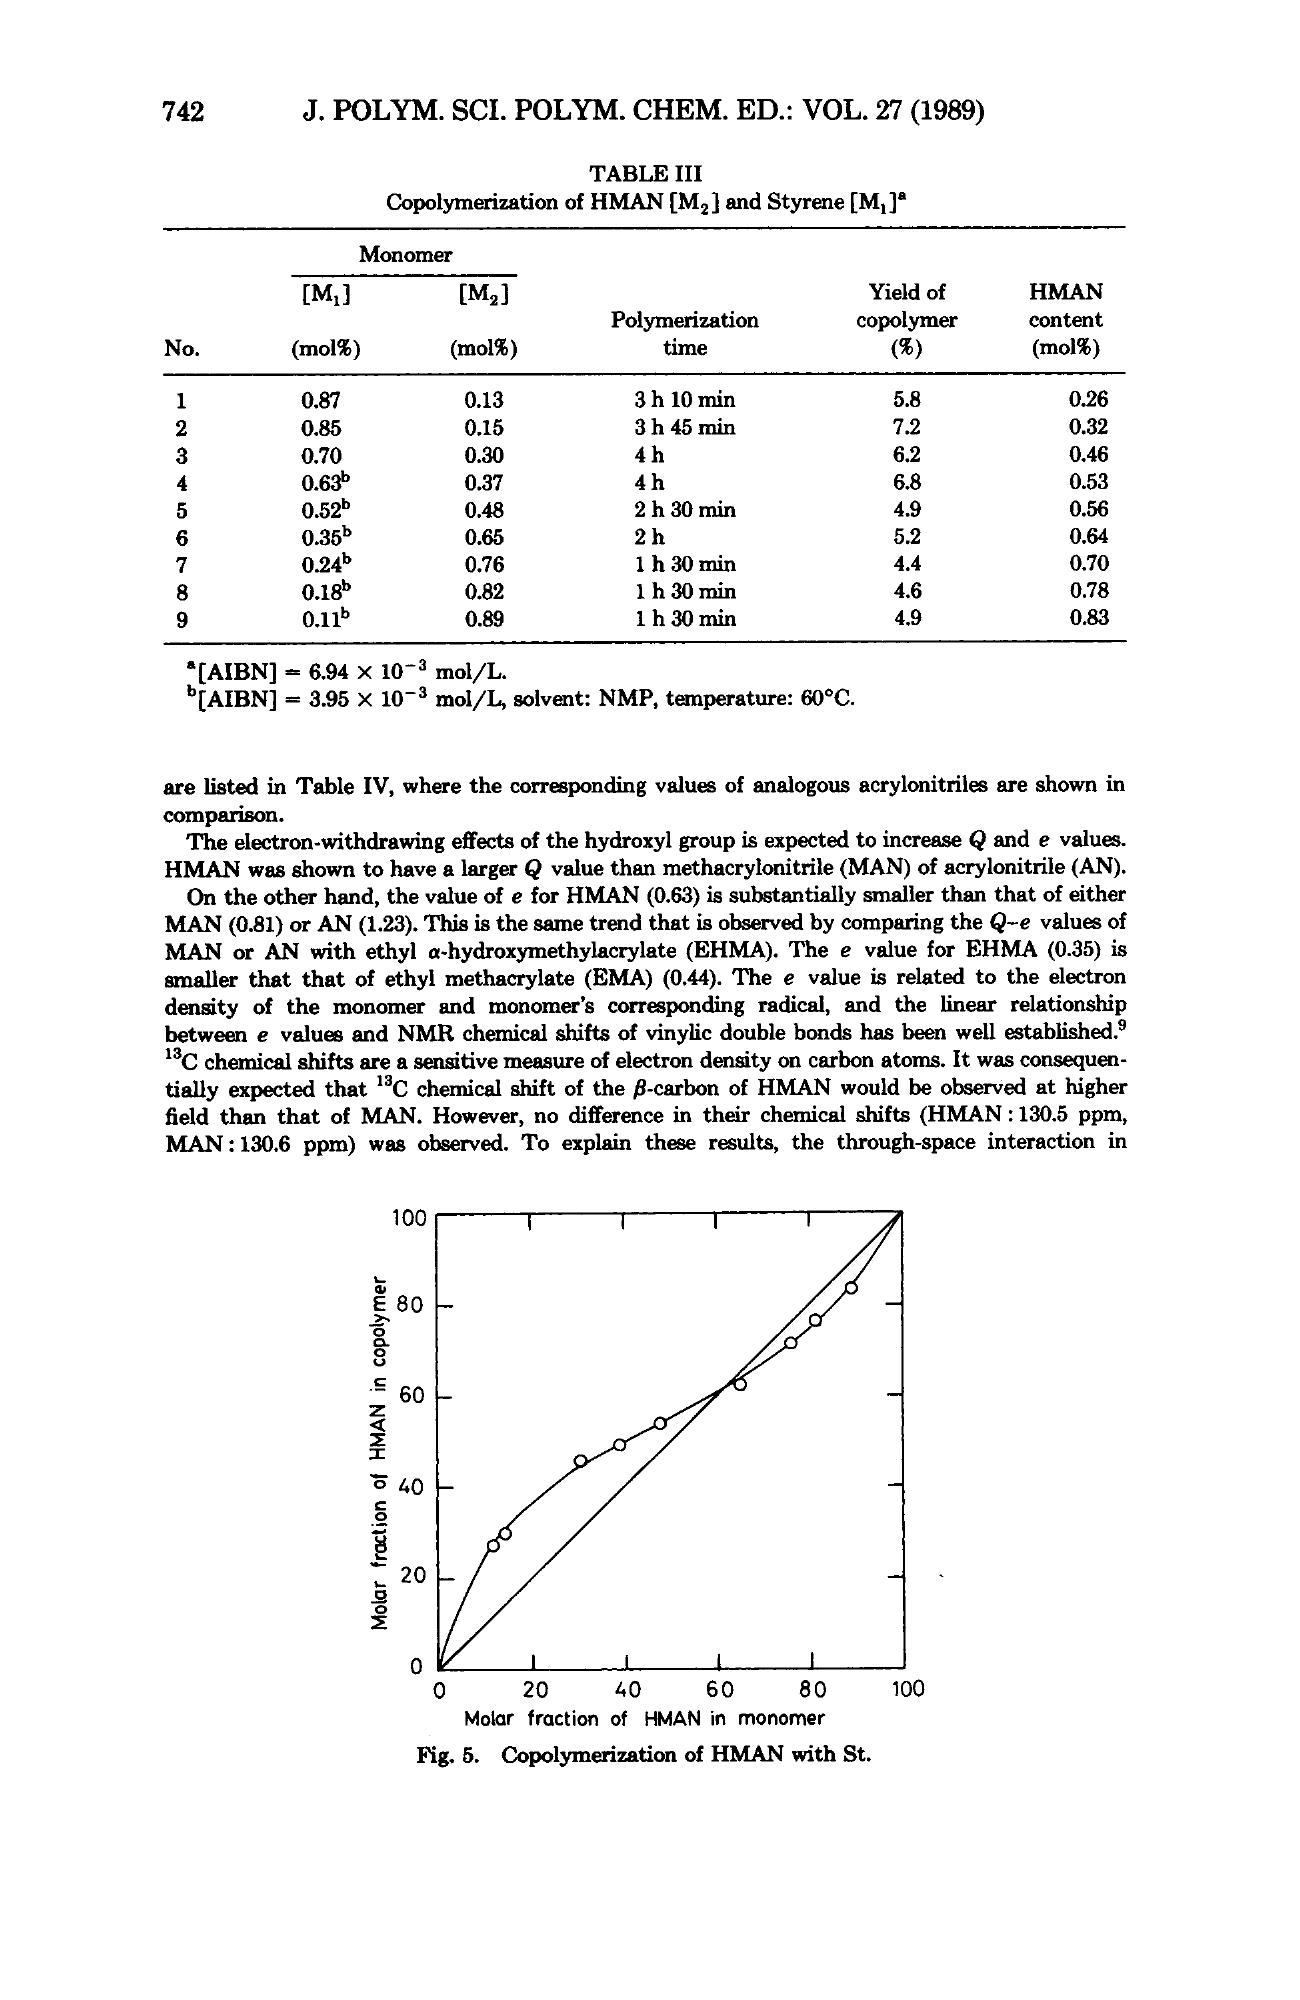 742 J. POLYM. SCI. POLYM. CHEM. ED.: VOL. 27 (1989)
TABLE III
Copolymerization of HMAN [M₂] and Styrene [M₁]ᵃ
Monomer
[M₁] [M₂] Yield of HMAN
Polymerization copolymer content
No. (mol%) (mol%) time (%) (mol%)
1 0.87 0.13 3 h 10 min 5.8 0.26
2 0.85 0.15 3 h 45 min 7.2 0.32
3 0.70 0.30 4 h 6.2 0.46
4 0.63ᵇ 0.37 4 h 6.8 0.53
5 0.52ᵇ 0.48 2 h 30 min 4.9 0.56
6 0.35ᵇ 0.65 2 h 5.2 0.64
7 0.24ᵇ 0.76 1 h 30 min 4.4 0.70
8 0.18ᵇ 0.82 1 h 30 min 4.6 0.78
9 0.11ᵇ 0.89 1 h 30 min 4.9 0.83
ᵃ[AIBN] = 6.94 × 10⁻³ mol/L.
ᵇ[AIBN] = 3.95 × 10⁻³ mol/L, solvent: NMP, temperature: 60°C.
are listed in Table IV, where the corresponding values of analogous acrylonitriles are shown in
comparison.
The electron-withdrawing effects of the hydroxyl group is expected to increase Q and e values.
HMAN was shown to have a larger Q value than methacrylonitrile (MAN) of acrylonitrile (AN).
On the other hand, the value of e for HMAN (0.63) is substantially smaller than that of either
MAN (0.81) or AN (1.23). This is the same trend that is observed by comparing the Q–e values of
MAN or AN with ethyl α-hydroxymethylacrylate (EHMA). The e value for EHMA (0.35) is
smaller that that of ethyl methacrylate (EMA) (0.44). The e value is related to the electron
density of the monomer and monomer's corresponding radical, and the linear relationship
between e values and NMR chemical shifts of vinylic double bonds has been well established.⁹
¹³C chemical shifts are a sensitive measure of electron density on carbon atoms. It was consequen-
tially expected that ¹³C chemical shift of the β-carbon of HMAN would be observed at higher
field than that of MAN. However, no difference in their chemical shifts (HMAN : 130.5 ppm,
MAN : 130.6 ppm) was observed. To explain these results, the through-space interaction in
Molar fraction of HMAN in copolymer
100
80
60
40
20
0
0 20 40 60 80 100
Molar fraction of HMAN in monomer
Fig. 5. Copolymerization of HMAN with St.